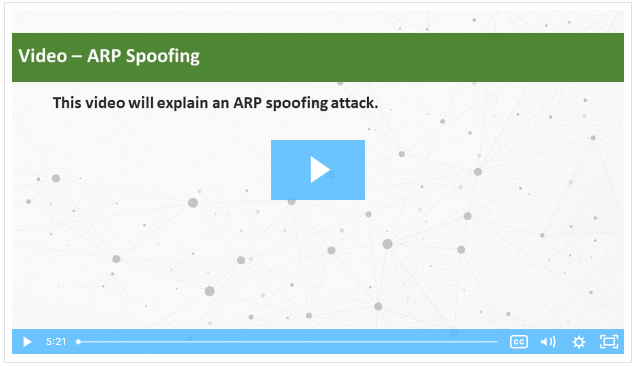 Video – ARP Spoofing
This video will explain an ARP spoofing attack.
5:21
CC